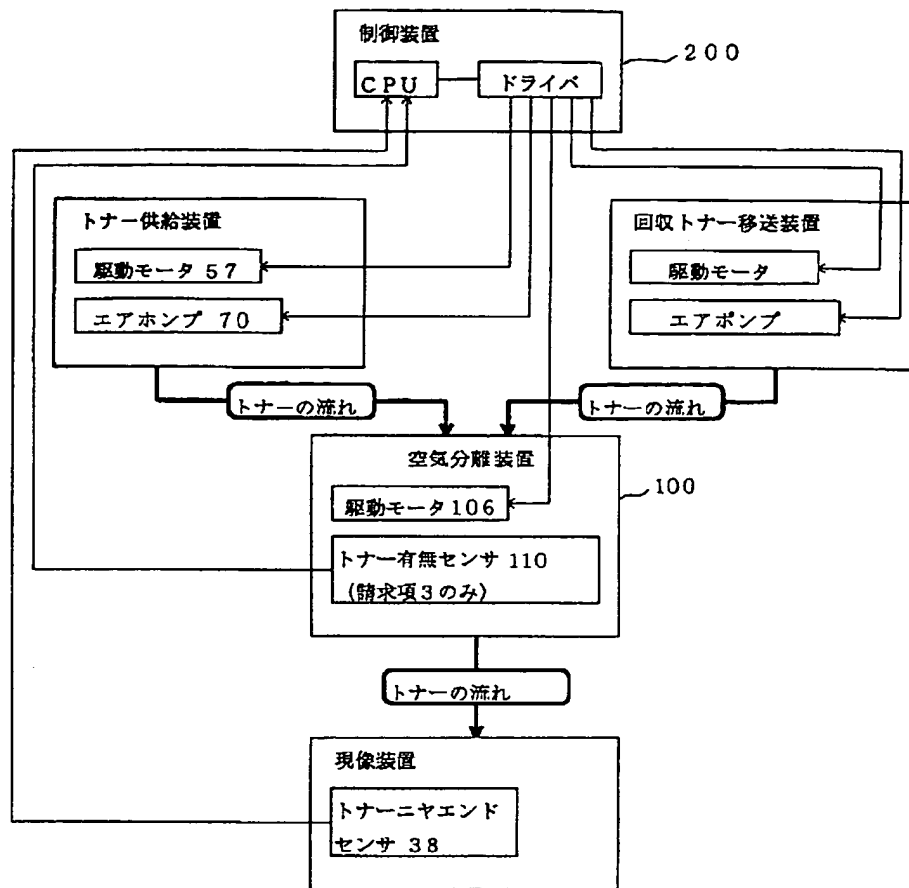 制御装置
200
CPU
ドライバ
トナー供給装置
駆動モータ 57
エアホンプ 70
回収トナー移送装置
駆動モータ
エアポンプ
トナーの流れ
トナーの流れ
空気分離装置
100
駆動モータ106
トナー有無センサ 110
(請求項3のみ)
トナーの流れ
現像装置
トナーニヤエンド
センサ 38